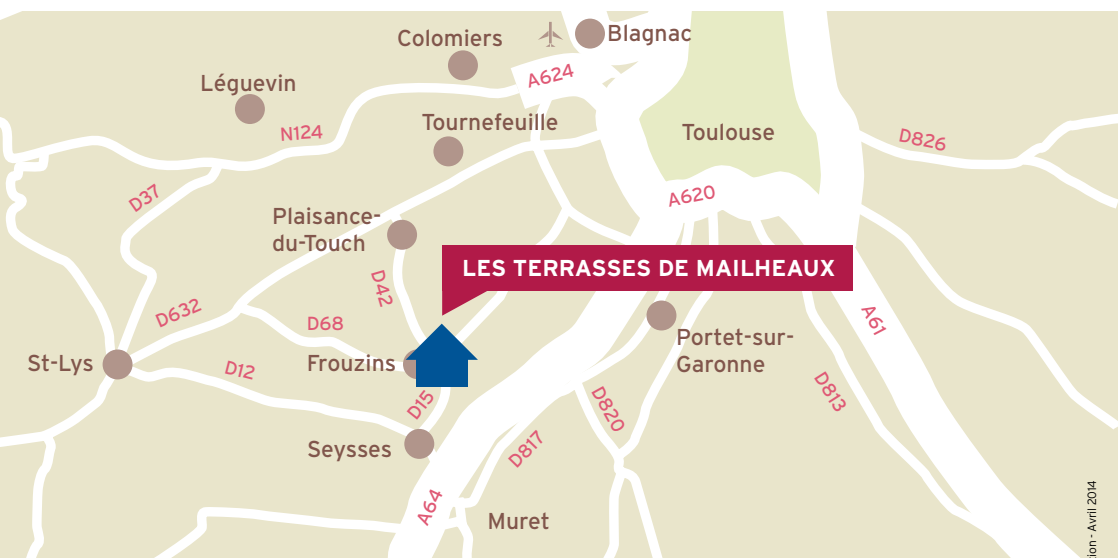 Colomiers
Blagnac
A624
Léguevin
Tournefeuille
N124
Toulouse
D826
D37
A620
Plaisance-
du-Touch
LES TERRASSES DE MAILHEAUX
D42
D632
D68
A61
Portet-sur-
Garonne
St-Lys
D12
Frouzins
D15
D820
D813
Seysses
D817
A64
Muret
tion - Avril 2014